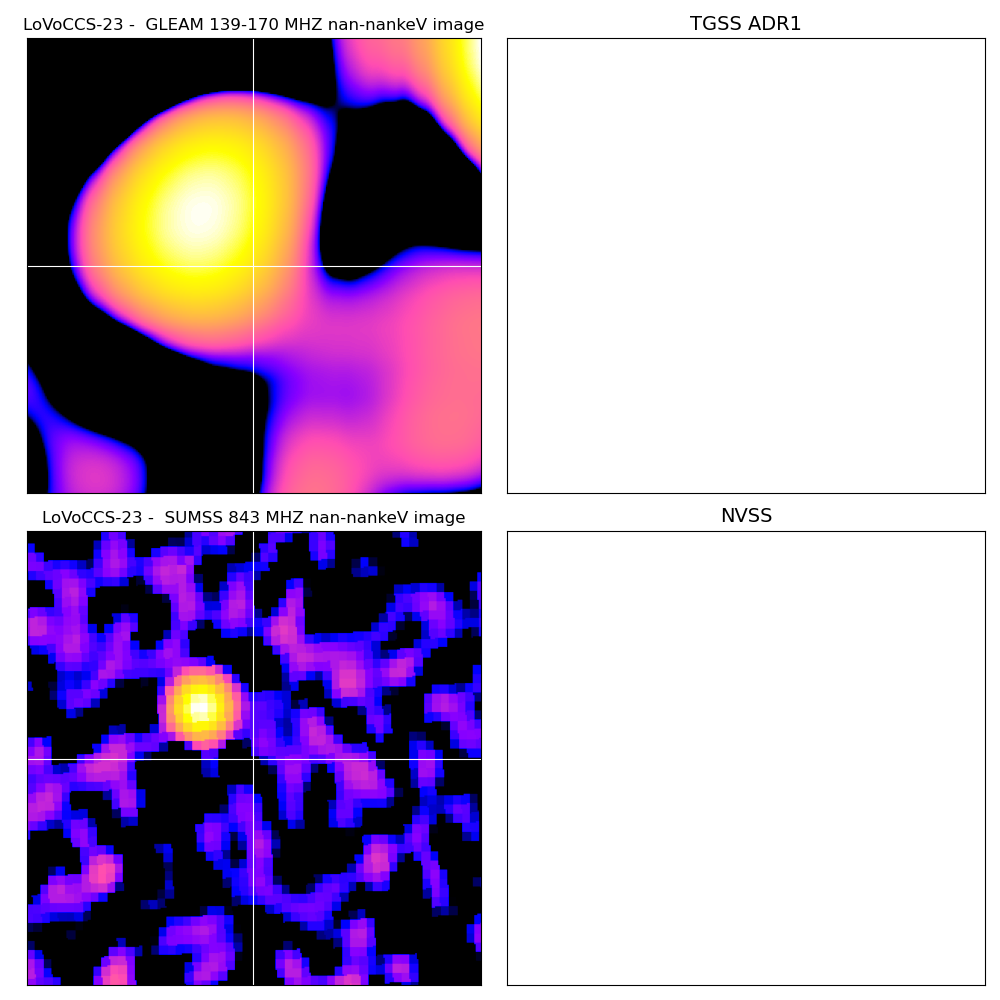 LoVoCCS-23 - GLEAM 139-170 MHZ nan-nankeV image
TGSS ADR1
LoVoCCS-23 - SUMSS 843 MHZ nan-nankeV image
NVSS